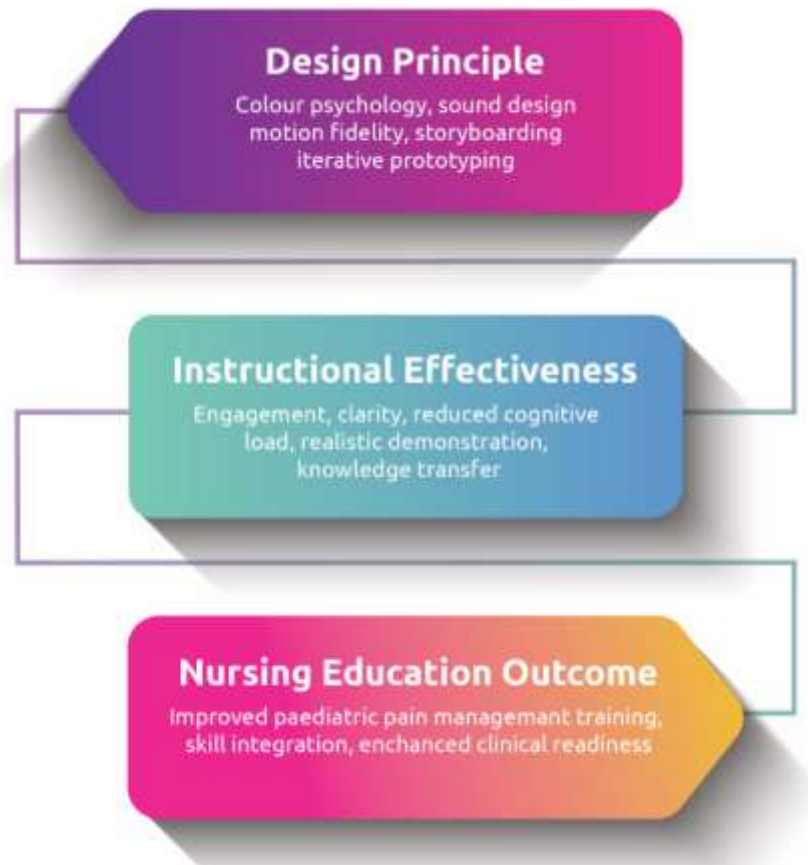 Design Principle
Colour psychology, sound design
motion fidelity, storyboarding
iterative prototyping
Instructional Effectiveness
Engagement, clarity, reduced cognitive
load, realistic demonstration,
knowledge transfer
Nursing Education Outcome
Improved paediatric pain managemant training,
skill integration, enchanced clinical readiness